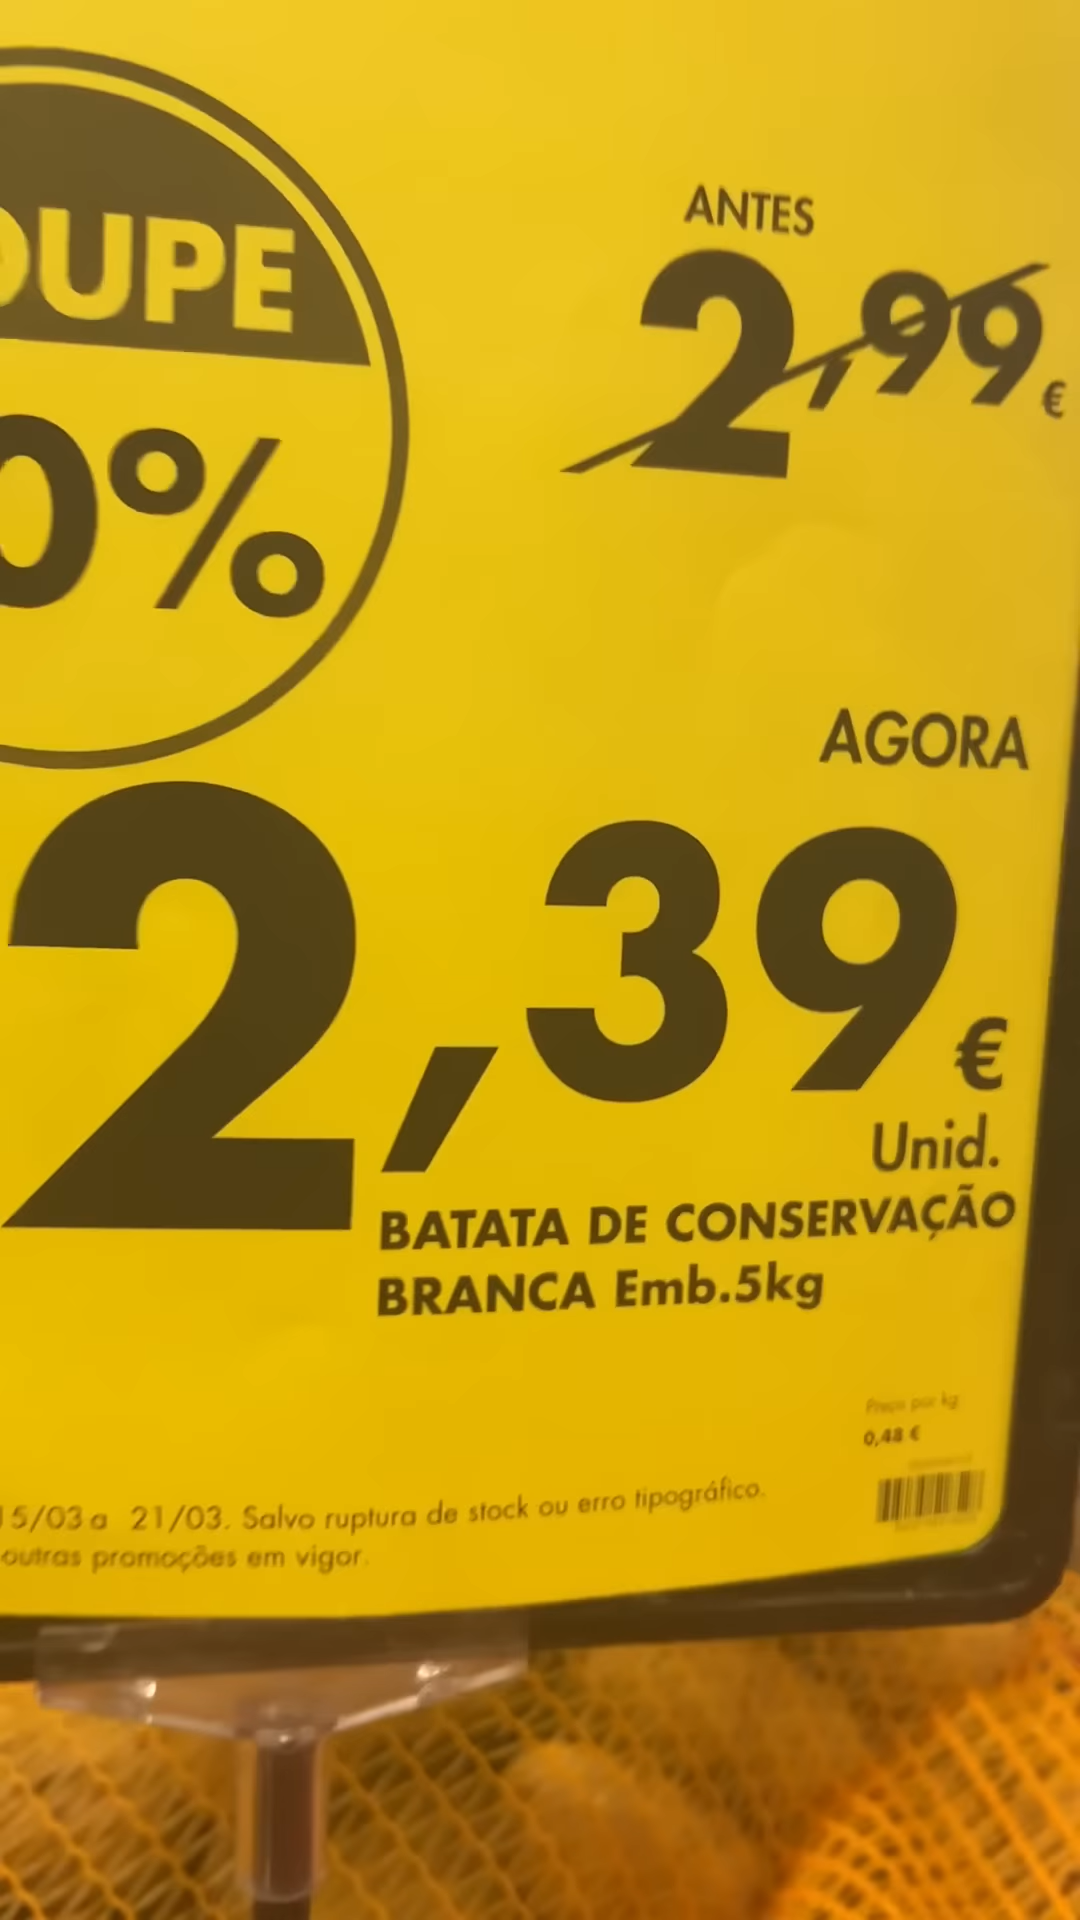 OUPE
0%
ANTES
2,99€
AGORA
2,39€
Unid.
BATATA DE CONSERVAÇÃO
BRANCA Emb.5kg
Preço por kg
0,48 €
15/03 a 21/03. Salvo ruptura de stock ou erro tipográfico.
outras promoções em vigor.